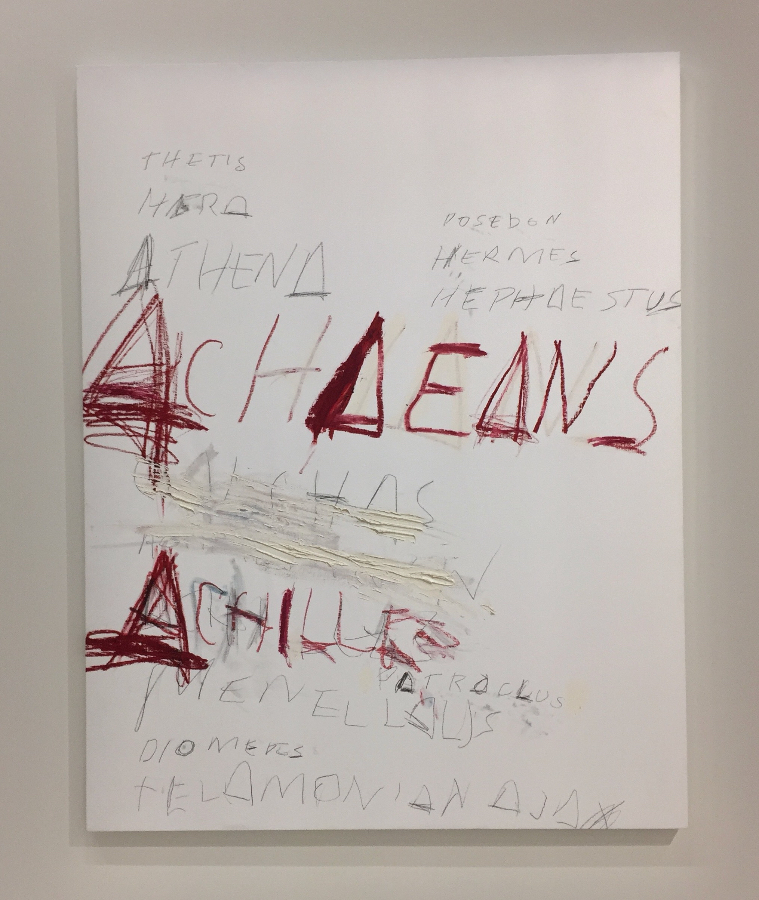 THETIS
HERA
ATHENA
POSEDON
HERMES
HEPHAESTUS
ACHAEANS
ACHILLES
PATROCLUS
MENELLAUS
DIOMEDES
TELAMONIAN AJAX